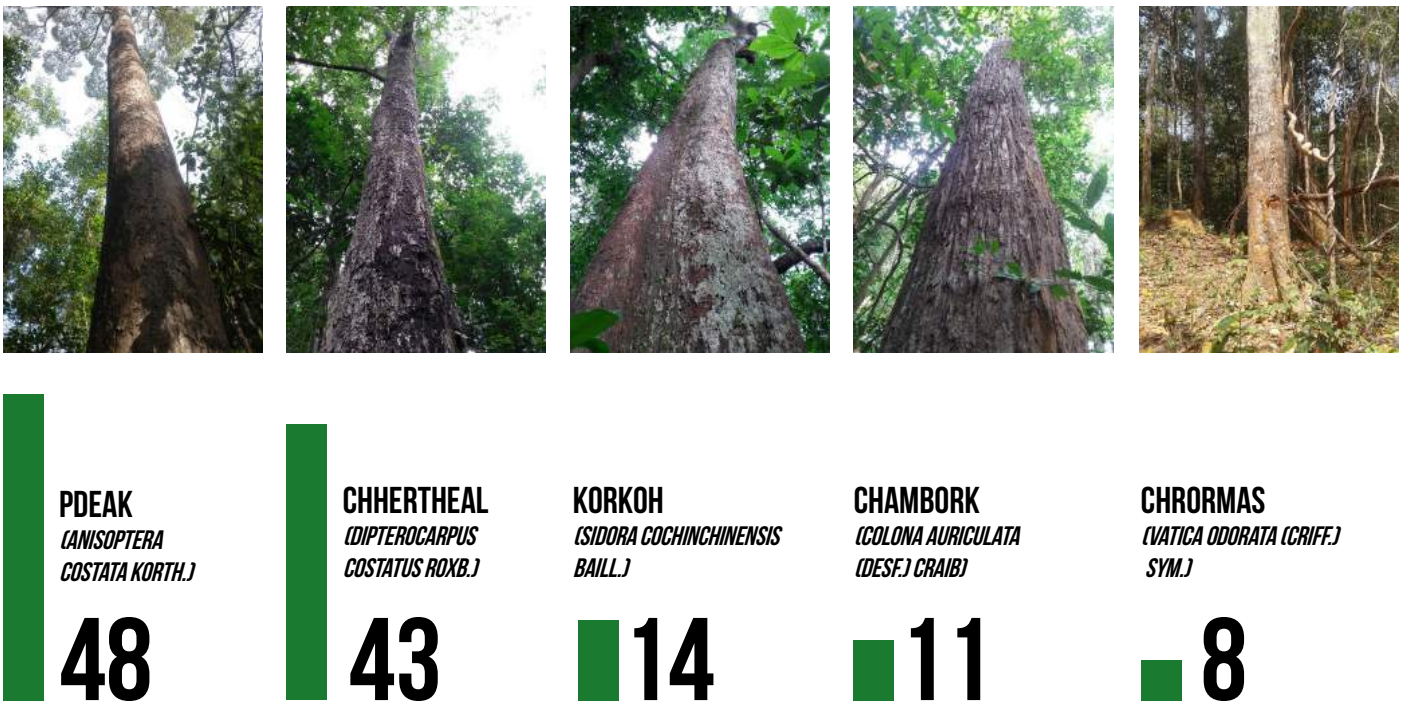 PDEAK
(ANISOPTERA
COSTATA KORTH.)
48
CHHERTHEAL
(DIPTEROCARPUS
COSTATUS ROXB.)
43
KORKOH
(SIDORA COCHINCHINENSIS
BAILL.)
14
CHAMBORK
(COLONA AURICULATA
(DESF.) CRAIB)
11
CHRORMAS
(VATICA ODORATA (CRIFF.)
SYM.)
8